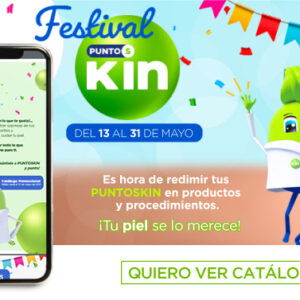 Festival
PUNTOS
Kin
DEL 13 AL 31 DE MAYO
Es hora de redimir tus
PUNTOSKIN en productos
y procedimientos.
¡Tu piel se lo merece!
QUIERO VER CATÁLO